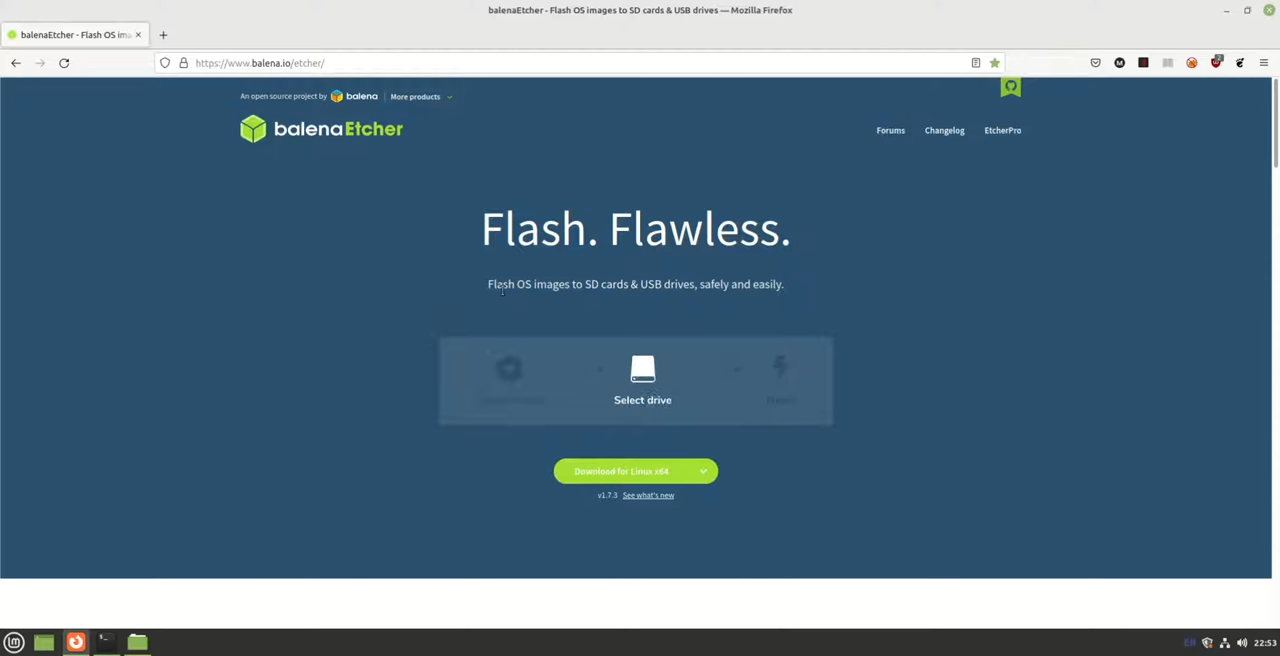 balenaEtcher - Flash OS images to SD cards & USB drives — Mozilla Firefox
balenaEtcher - Flash OS ima
https://www.balena.io/etcher/
An open source project by balena More products
balenaEtcher
Forums Changelog EtcherPro
Flash. Flawless.
Flash OS images to SD cards & USB drives, safely and easily.
Select drive
Download for Linux x64
v1.7.3 See what's new
22:53